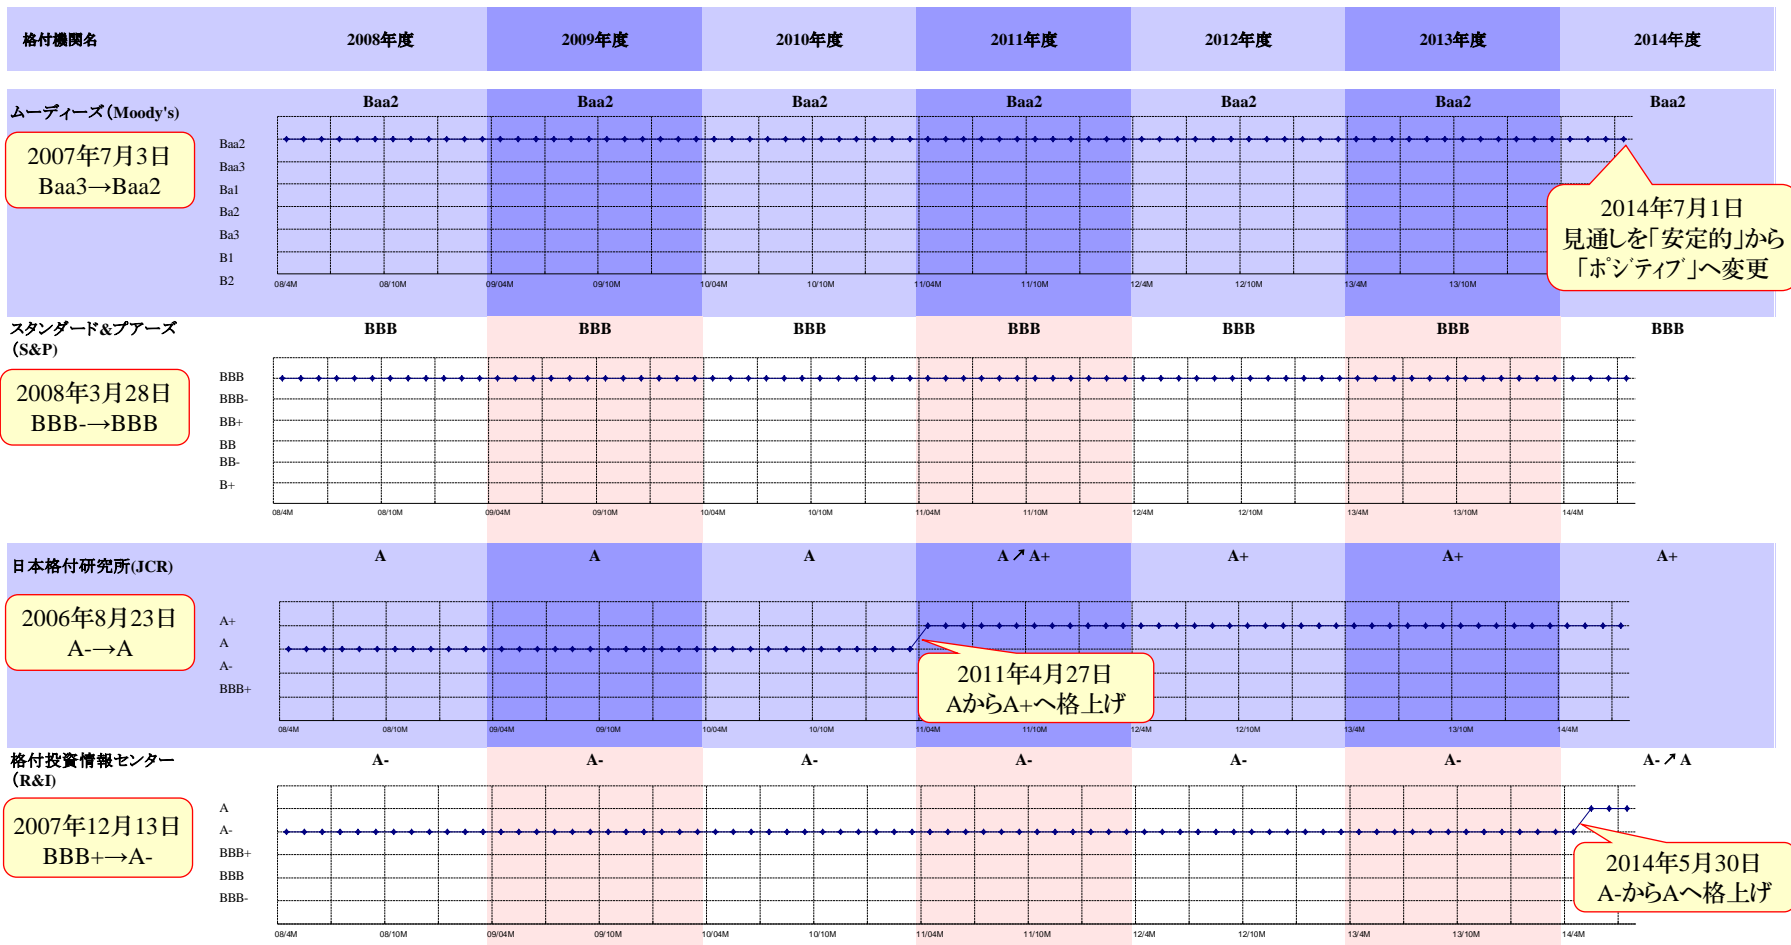 格付機関名 2008年度 2009年度 2010年度 2011年度 2012年度 2013年度 2014年度
ムーディーズ(Moody's) Baa2 Baa2 Baa2 Baa2 Baa2 Baa2 Baa2
2007年7月3日
Baa3→Baa2
Baa2
Baa3
Ba1
Ba2
Ba3
B1
B2
08/4M 08/10M 09/04M 09/10M 10/04M 10/10M 11/04M 11/10M 12/4M 12/10M 13/4M 13/10M
2014年7月1日
見通しを「安定的」から
「ポジティブ」へ変更
スタンダード&プアーズ
(S&P)
BBB BBB BBB BBB BBB BBB BBB
2008年3月28日
BBB-→BBB
BBB
BBB-
BB+
BB
BB-
B+
08/4M 08/10M 09/04M 09/10M 10/04M 10/10M 11/04M 11/10M 12/4M 12/10M 13/4M 13/10M 14/4M
日本格付研究所(JCR) A A A A↗A+ A+ A+ A+
2006年8月23日
A-→A
A+
A
A-
BBB+
2011年4月27日
AからA+へ格上げ
08/4M 08/10M 09/04M 09/10M 10/04M 10/10M 11/04M 11/10M 12/4M 12/10M 13/4M 13/10M 14/4M
格付投資情報センター
(R&I)
A- A- A- A- A- A- A-↗A
2007年12月13日
BBB+→A-
A
A-
BBB+
BBB
BBB-
2014年5月30日
A-からAへ格上げ
08/4M 08/10M 09/04M 09/10M 10/04M 10/10M 11/04M 11/10M 12/4M 12/10M 13/4M 13/10M 14/4M